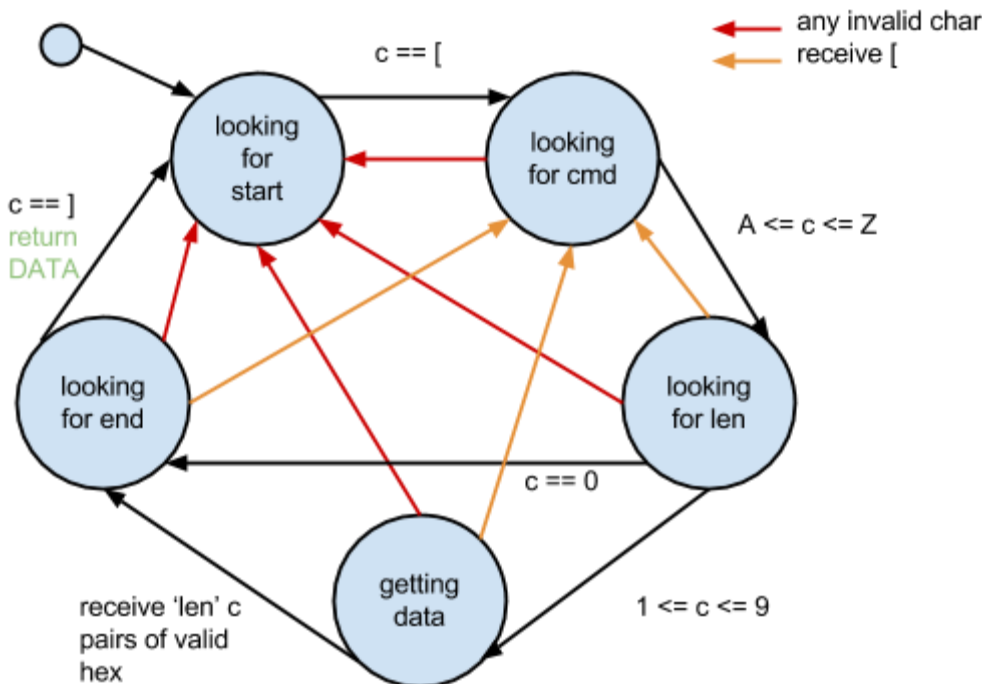 any invalid char
receive [
c == [
looking
for
start
looking
for cmd
c == ]
return
DATA
A <= c <= Z
looking
for end
looking
for len
c == 0
getting
data
receive ‘len’ c
pairs of valid
hex
1 <= c <= 9